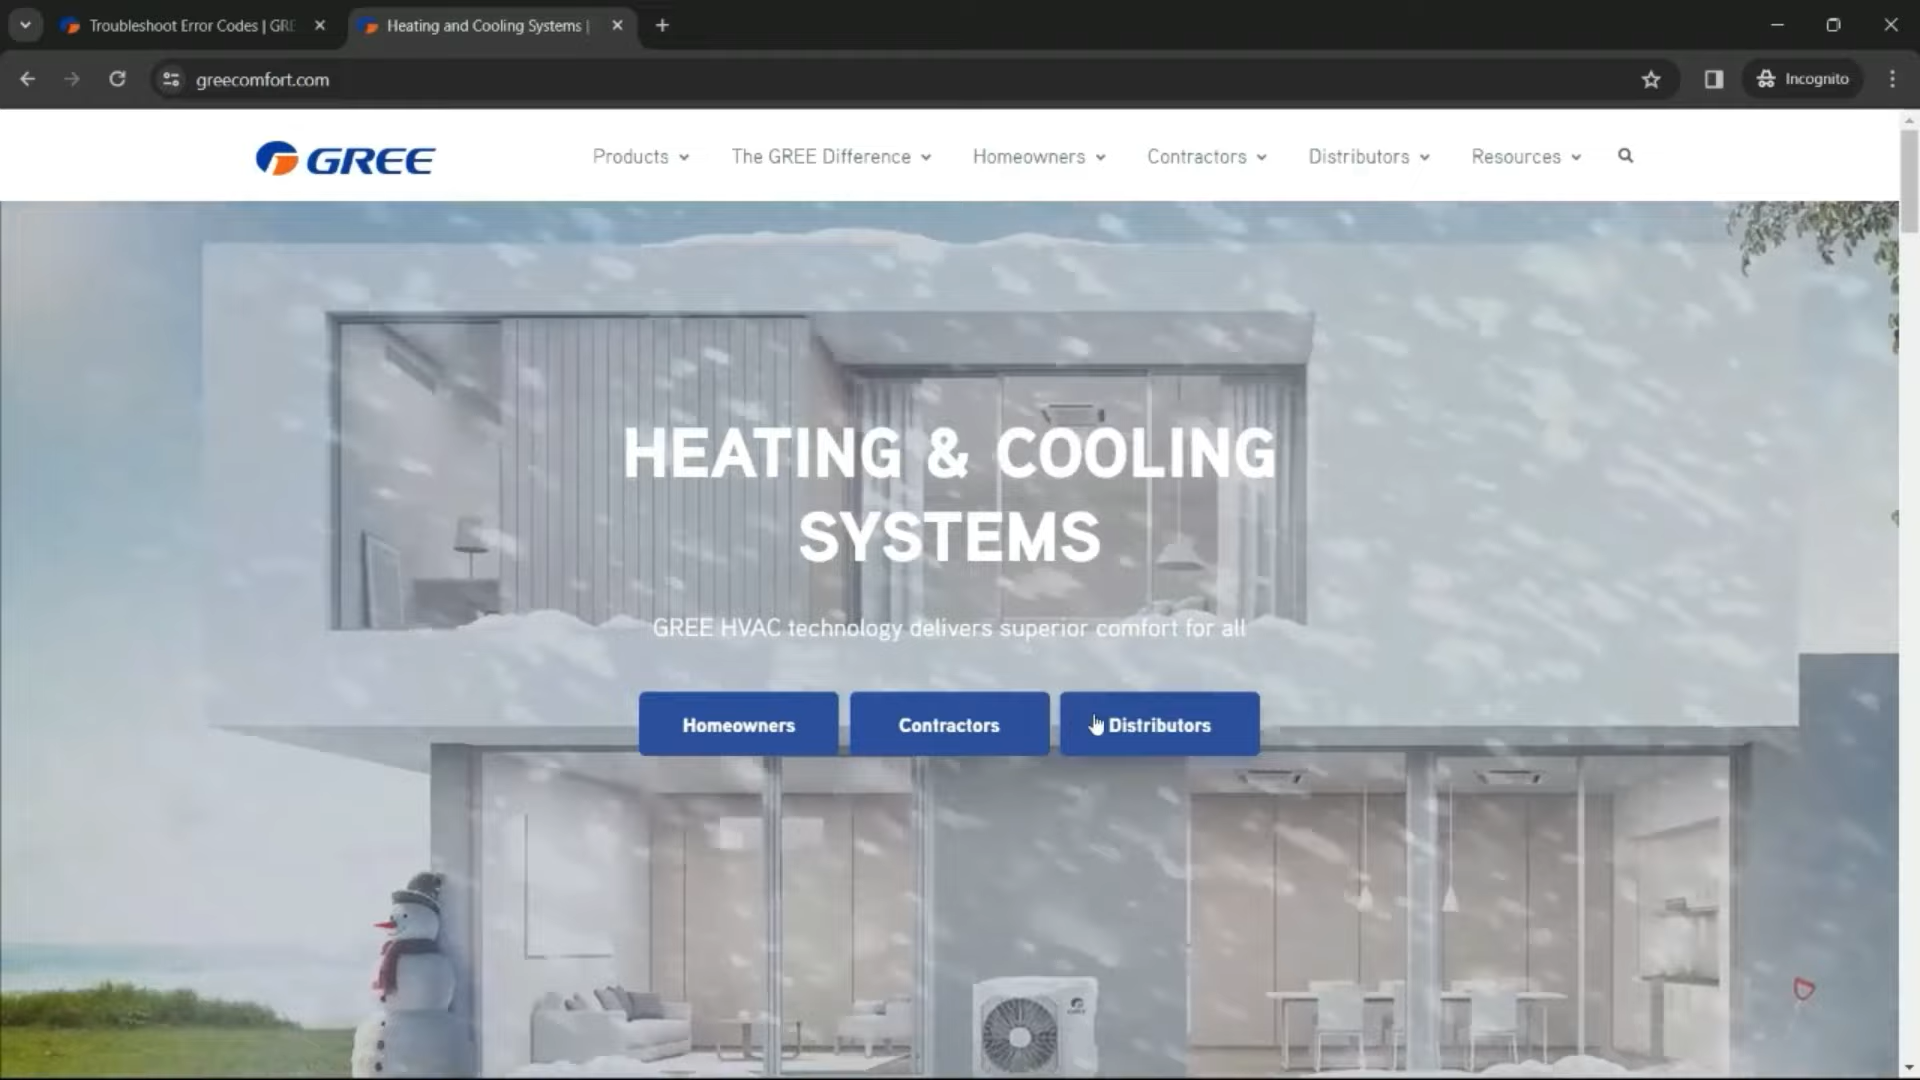 Troubleshoot Error Codes | GRE
Heating and Cooling Systems |
greecomfort.com
Incognito
GREE
Products
The GREE Difference
Homeowners
Contractors
Distributors
Resources
HEATING & COOLING
SYSTEMS
GREE HVAC technology delivers superior comfort for all
Homeowners
Contractors
Distributors